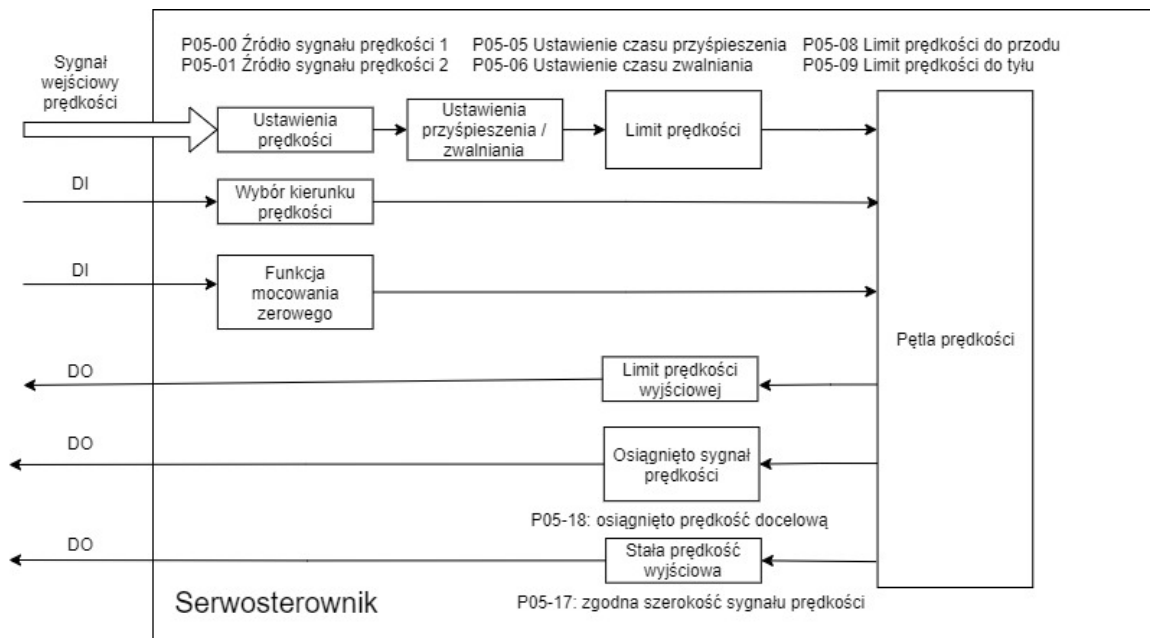 P05-00 Źródło sygnału prędkości 1
P05-01 Źródło sygnału prędkości 2
P05-05 Ustawienie czasu przyśpieszenia
P05-06 Ustawienie czasu zwalniania
P05-08 Limit prędkości do przodu
P05-09 Limit prędkości do tyłu
Sygnał
wejściowy
prędkości
Ustawienia
prędkości
Ustawienia
przyśpieszenia /
zwalniania
Limit prędkości
DI
Wybór kierunku
prędkości
DI
Funkcja
mocowania
zerowego
Pętla prędkości
DO
Limit prędkości
wyjściowej
DO
Osiągnięto sygnał
prędkości
P05-18: osiągnięto prędkość docelową
DO
Stała prędkość
wyjściowa
P05-17: zgodna szerokość sygnału prędkości
Serwosterownik